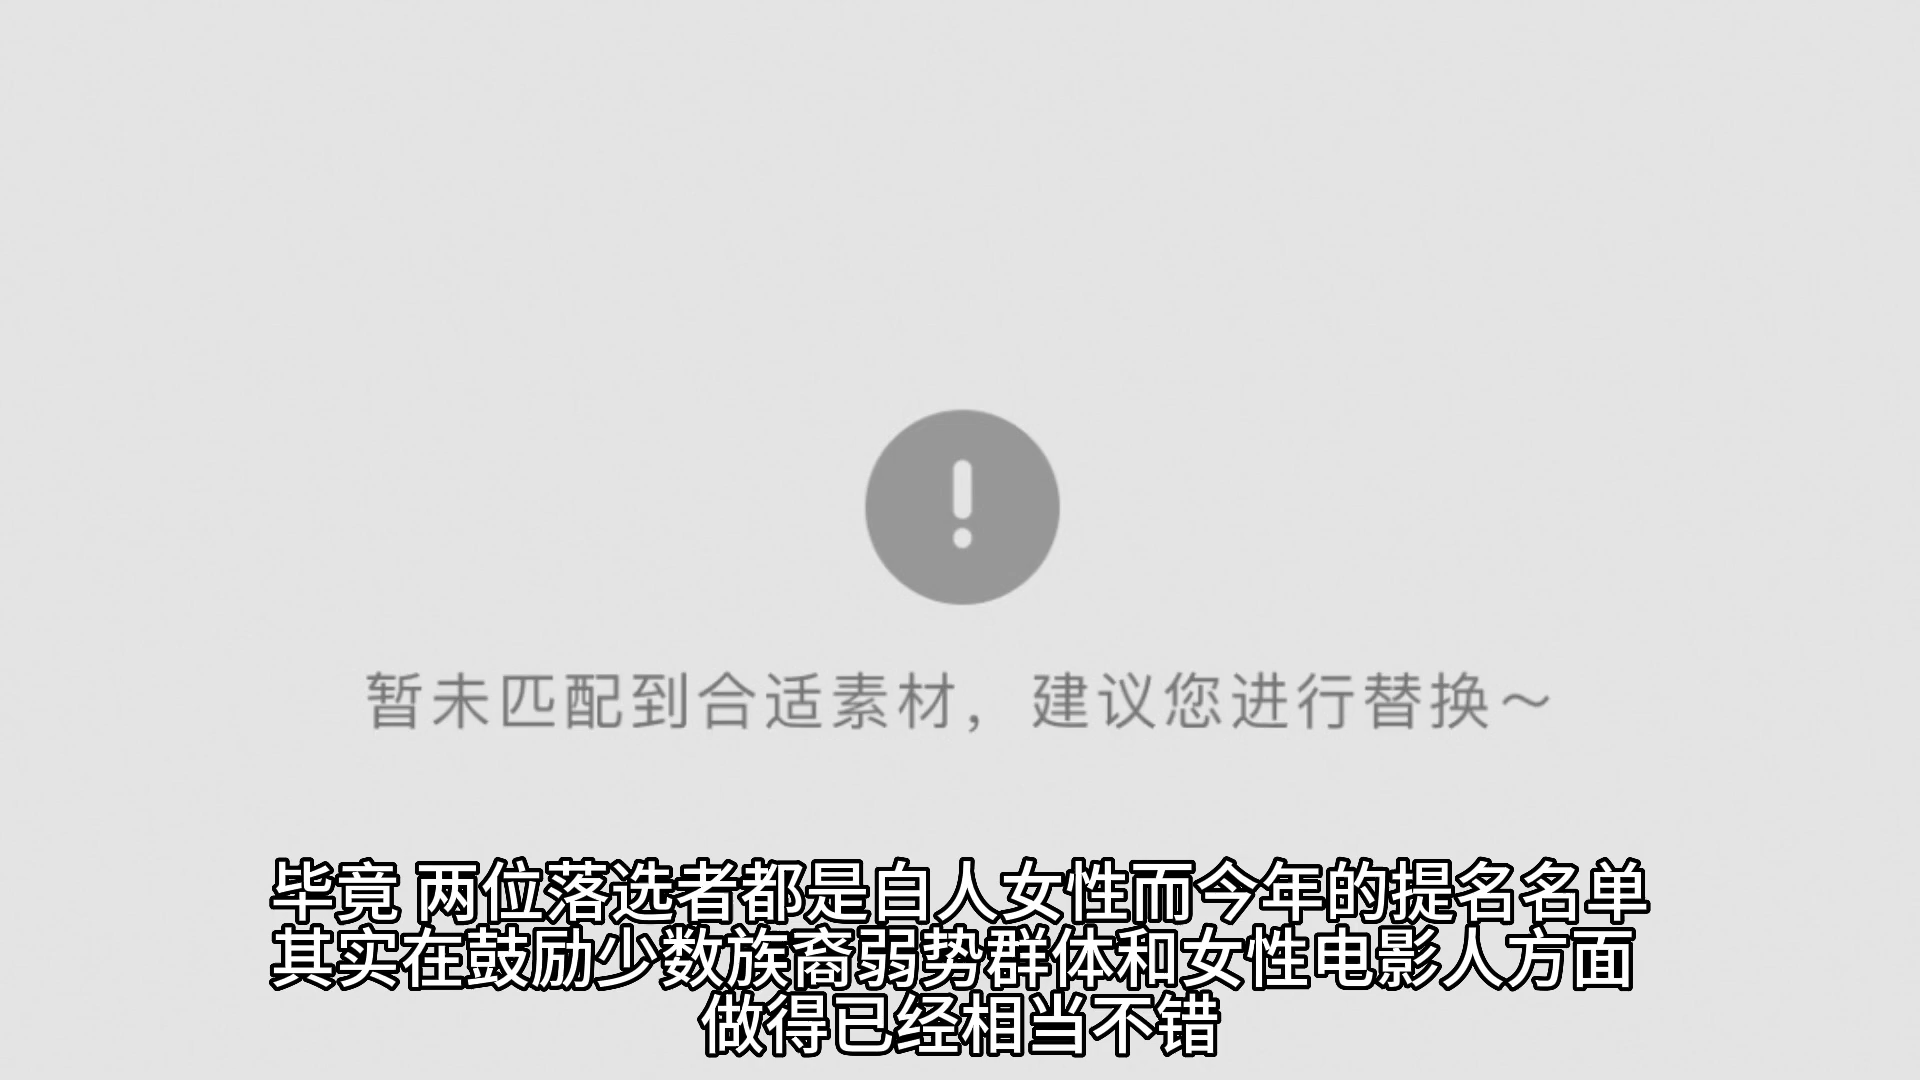 暂未匹配到合适素材，建议您进行替换～
毕竟 两位落选者都是白人女性而今年的提名名单
其实在鼓励少数族裔弱势群体和女性电影人方面
做得已经相当不错